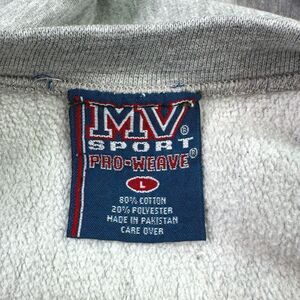 MV®
SPORT
PRO-WEAVE®
L
80% COTTON
20% POLYESTER
MADE IN PAKISTAN
CARE OVER